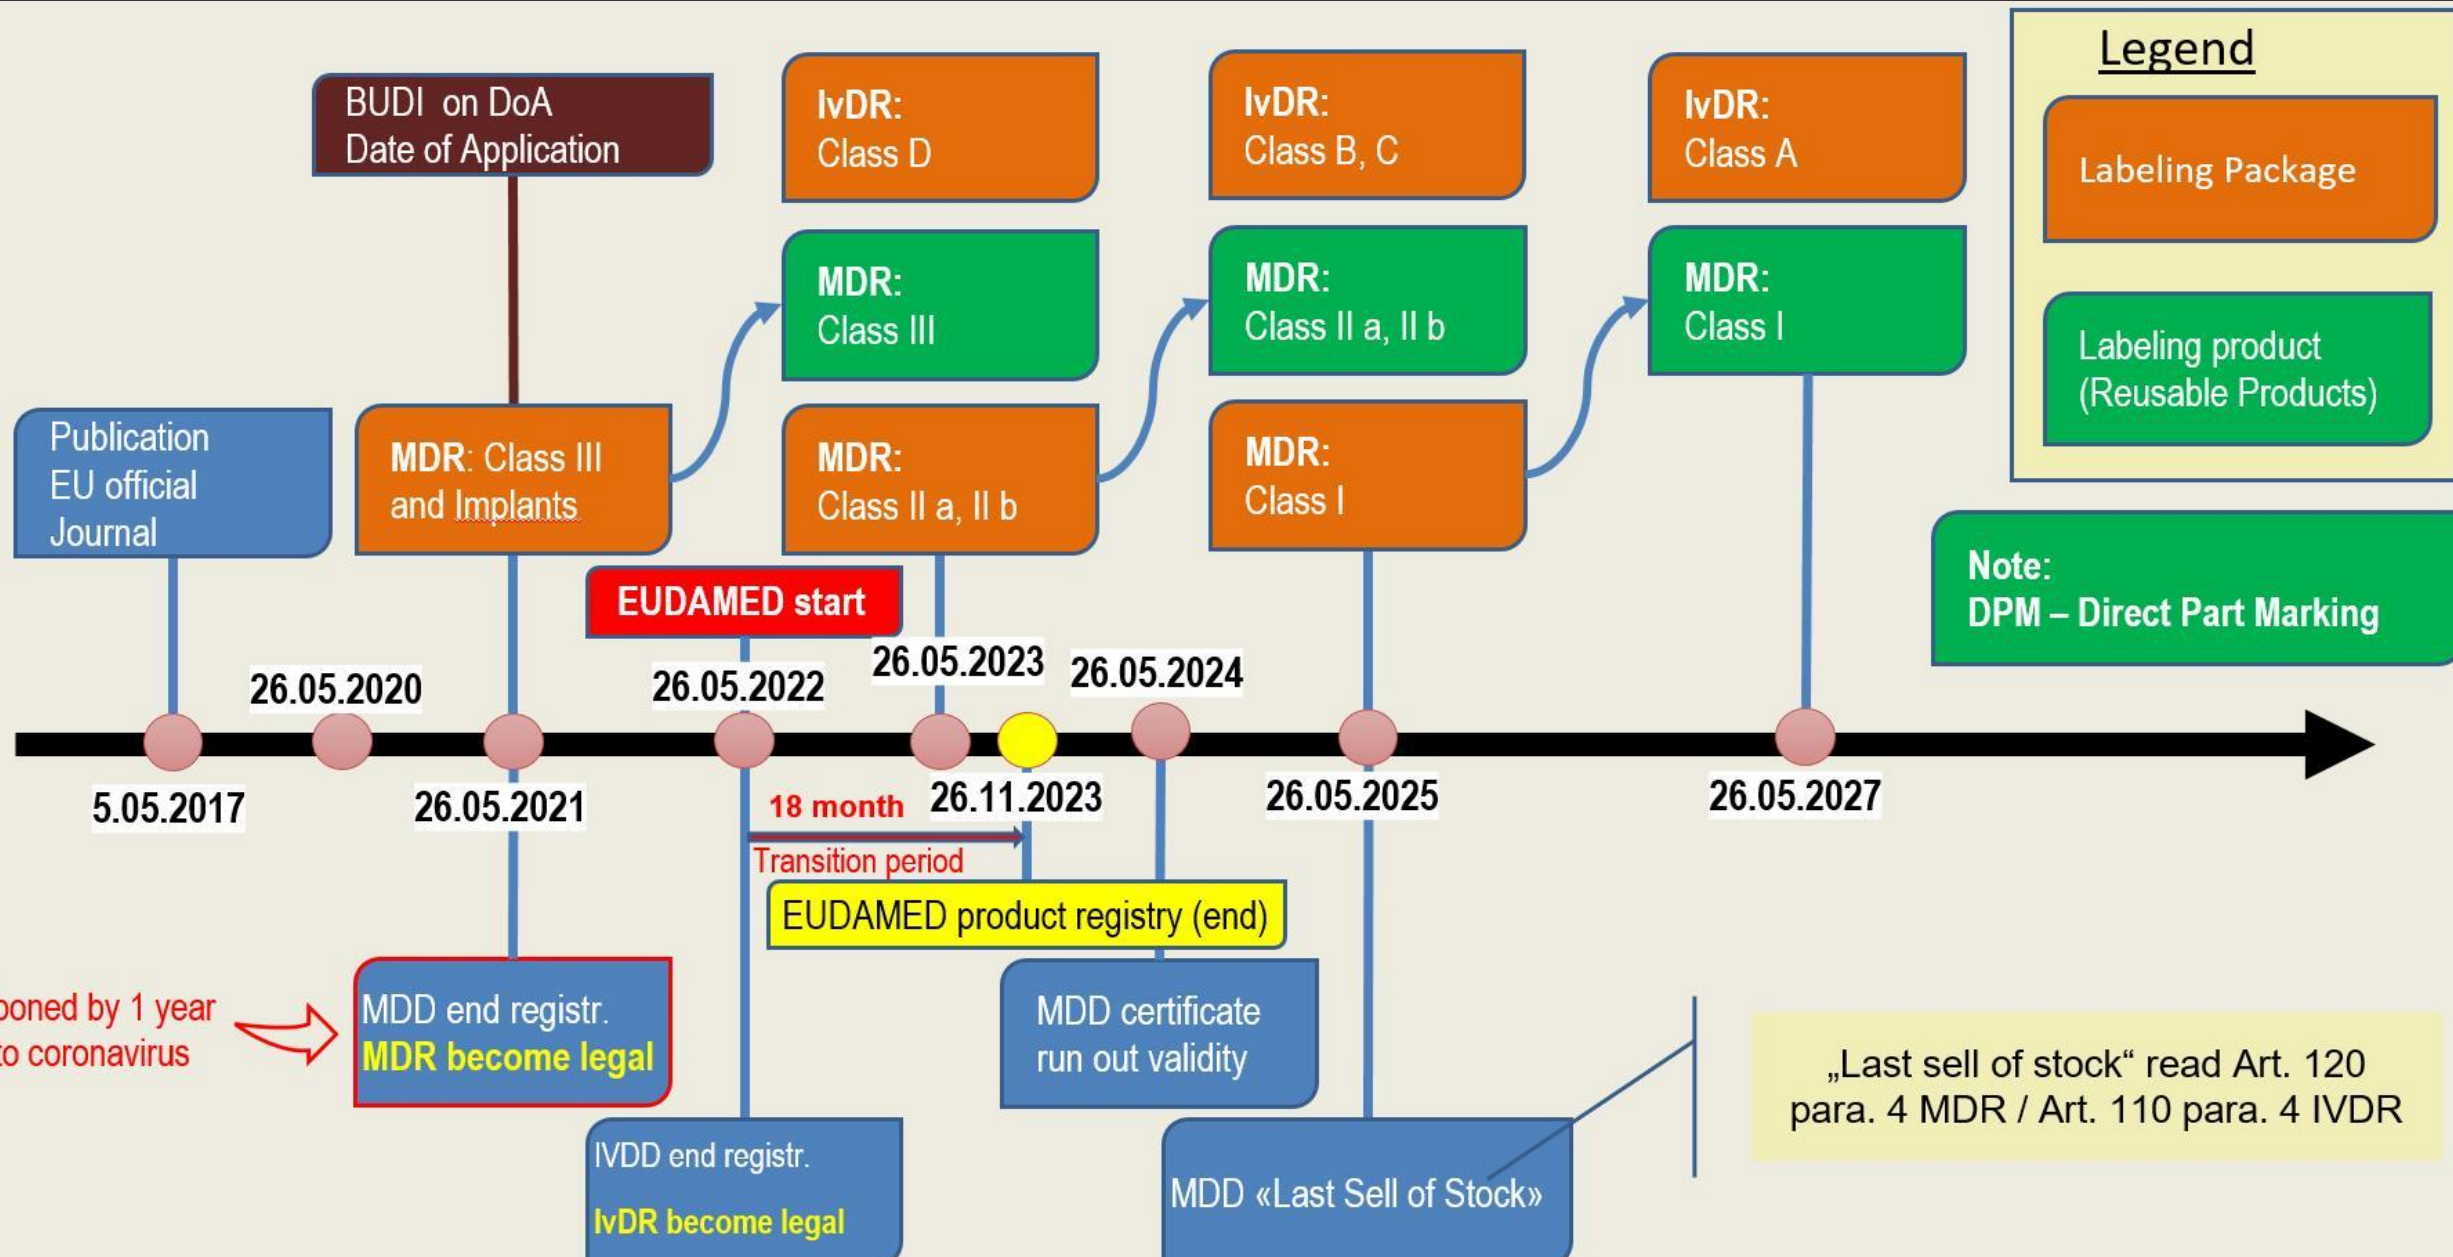 BUDI on DoA
Date of Application
IvDR:
Class D
IvDR:
Class B, C
IvDR:
Class A
Legend
Labeling Package
Labeling product
(Reusable Products)
MDR:
Class III
MDR:
Class II a, II b
MDR:
Class I
Publication
EU official
Journal
MDR: Class III
and Implants
MDR:
Class II a, II b
MDR:
Class I
Note:
DPM – Direct Part Marking
EUDAMED start
26.05.2020
26.05.2022
26.05.2023
26.05.2024
5.05.2017
26.05.2021
18 month
26.11.2023
26.05.2025
26.05.2027
Transition period
EUDAMED product registry (end)
poned by 1 year
to coronavirus
MDD end registr.
MDR become legal
MDD certificate
run out validity
„Last sell of stock“ read Art. 120
para. 4 MDR / Art. 110 para. 4 IVDR
IVDD end registr.
IvDR become legal
MDD «Last Sell of Stock»